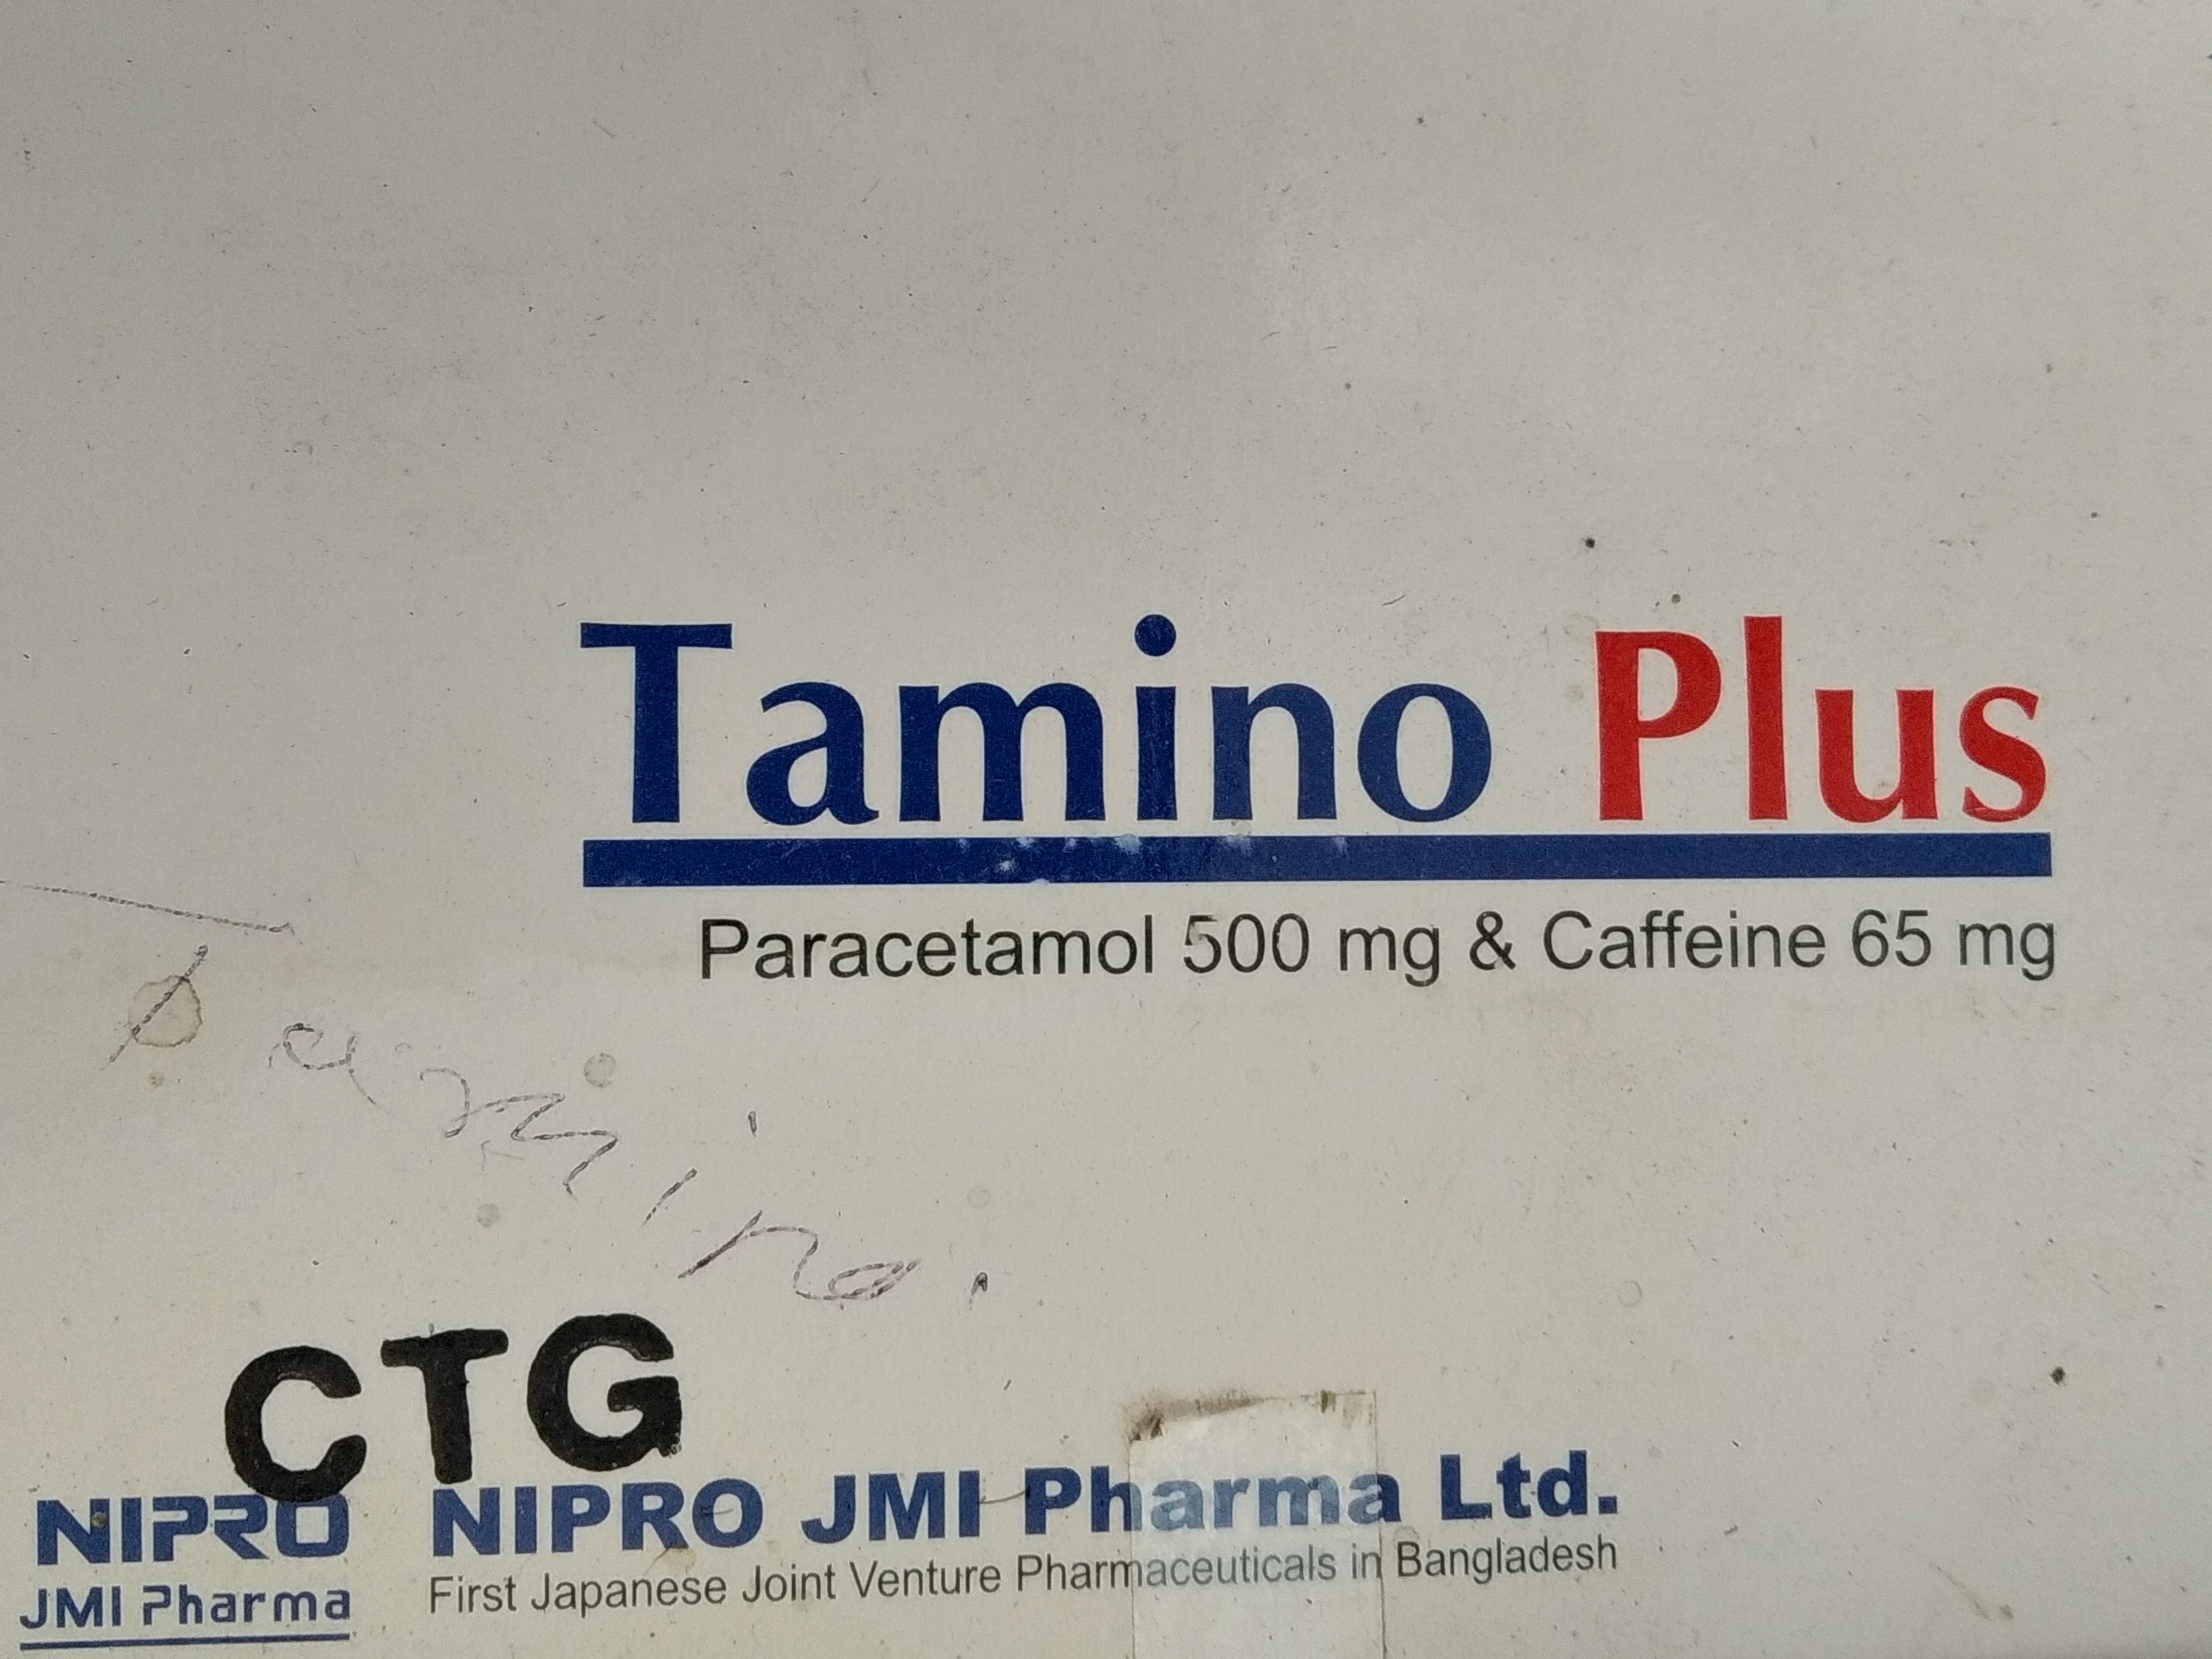 Tamino Plus
Paracetamol 500 mg & Caffeine 65 mg
Tamino.
CTG
NIPRO
JMI Pharma
NIPRO JMI Pharma Ltd.
First Japanese Joint Venture Pharmaceuticals in Bangladesh